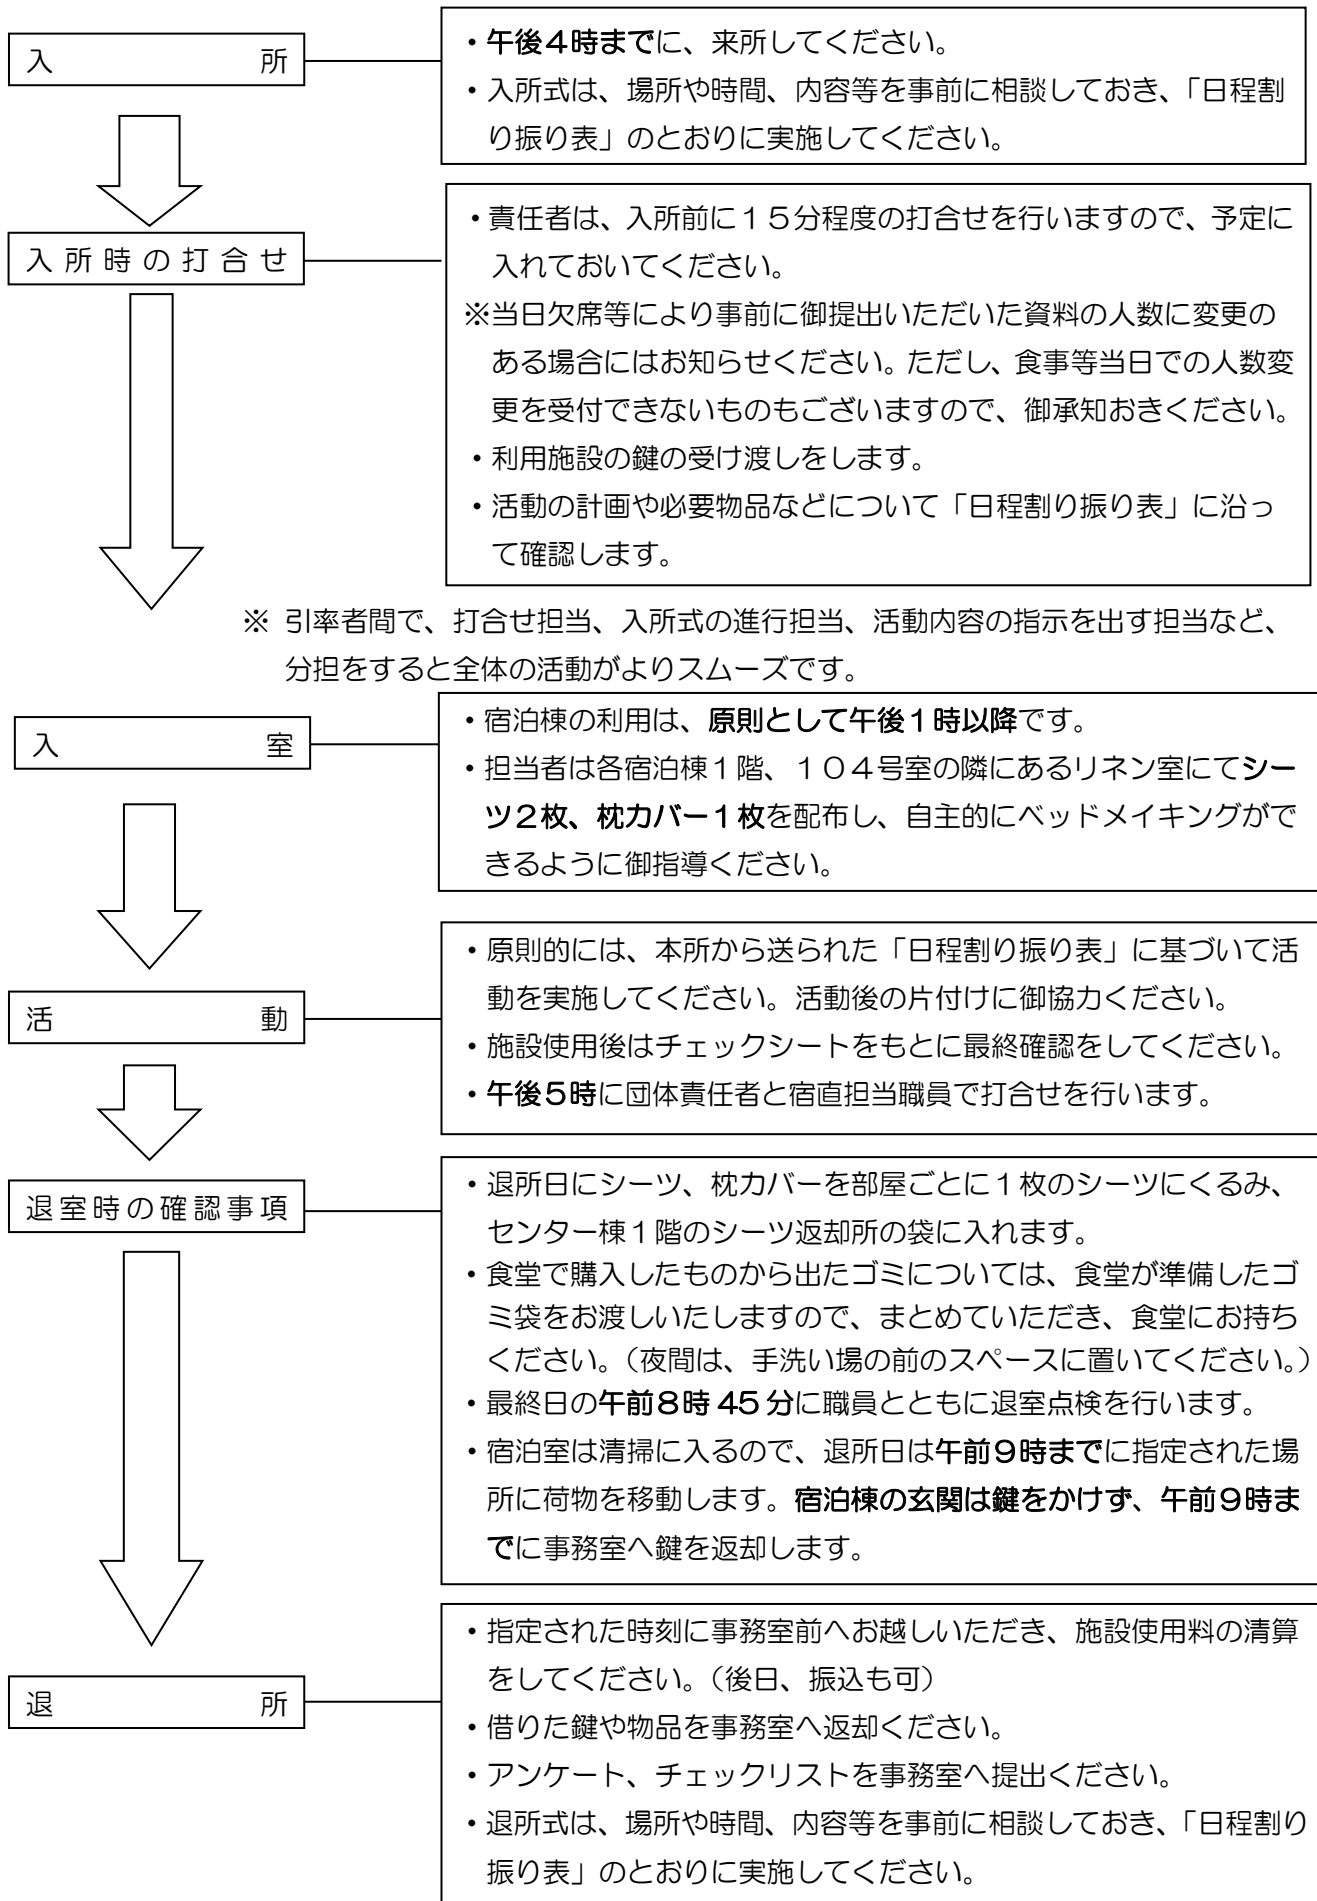 入所
・午後４時までに、来所してください。
・入所式は、場所や時間、内容等を事前に相談しておき、「日程割
り振り表」のとおりに実施してください。
入所時の打合せ
・責任者は、入所前に１５分程度の打合せを行いますので、予定に
入れておいてください。
※当日欠席等により事前に御提出いただいた資料の人数に変更の
ある場合にはお知らせください。ただし、食事等当日での人数変
更を受付できないものもございますので、御承知おきください。
・利用施設の鍵の受け渡しをします。
・活動の計画や必要物品などについて「日程割り振り表」に沿っ
て確認します。
※ 引率者間で、打合せ担当、入所式の進行担当、活動内容の指示を出す担当など、
分担をすると全体の活動がよりスムーズです。
入室
・宿泊棟の利用は、原則として午後１時以降です。
・担当者は各宿泊棟１階、１０４号室の隣にあるリネン室にてシー
ツ２枚、枕カバー１枚を配布し、自主的にベッドメイキングがで
きるように御指導ください。
活動
・原則的には、本所から送られた「日程割り振り表」に基づいて活
動を実施してください。活動後の片付けに御協力ください。
・施設使用後はチェックシートをもとに最終確認をしてください。
・午後５時に団体責任者と宿直担当職員で打合せを行います。
退室時の確認事項
・退所日にシーツ、枕カバーを部屋ごとに１枚のシーツにくるみ、
センター棟１階のシーツ返却所の袋に入れます。
・食堂で購入したものから出たゴミについては、食堂が準備したゴ
ミ袋をお渡しいたしますので、まとめていただき、食堂にお持ち
ください。（夜間は、手洗い場の前のスペースに置いてください。）
・最終日の午前８時 45 分に職員とともに退室点検を行います。
・宿泊室は清掃に入るので、退所日は午前９時までに指定された場
所に荷物を移動します。宿泊棟の玄関は鍵をかけず、午前９時ま
でに事務室へ鍵を返却します。
退所
・指定された時刻に事務室前へお越しいただき、施設使用料の清算
をしてください。（後日、振込も可）
・借りた鍵や物品を事務室へ返却ください。
・アンケート、チェックリストを事務室へ提出ください。
・退所式は、場所や時間、内容等を事前に相談しておき、「日程割り
振り表」のとおりに実施してください。